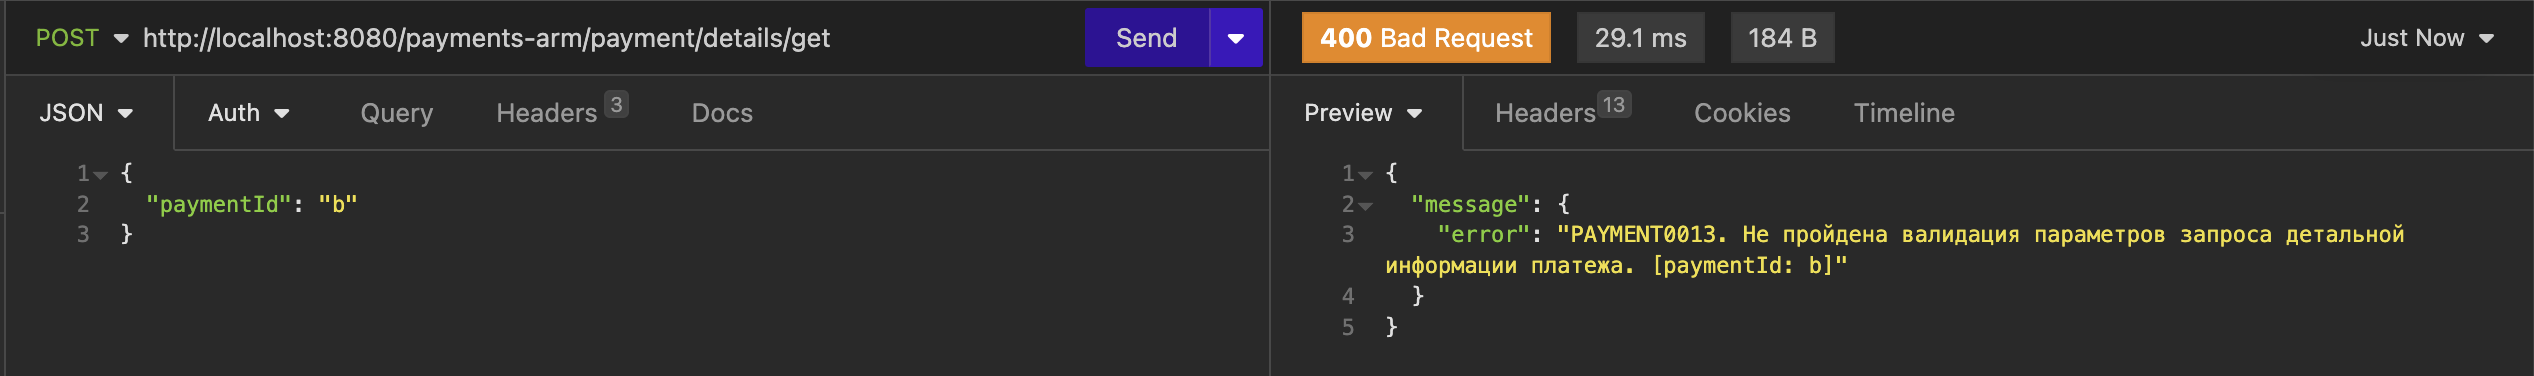 POST http://localhost:8080/payments-arm/payment/details/get Send
JSON Auth Query Headers 3 Docs
1 {
2 "paymentId": "b"
3 }
400 Bad Request 29.1 ms 184 B Just Now
Preview Headers 13 Cookies Timeline
1 {
2 "message": {
3 "error": "PAYMENT0013. Не пройдена валидация параметров запроса детальной
информации платежа. [paymentId: b]"
4 }
5 }